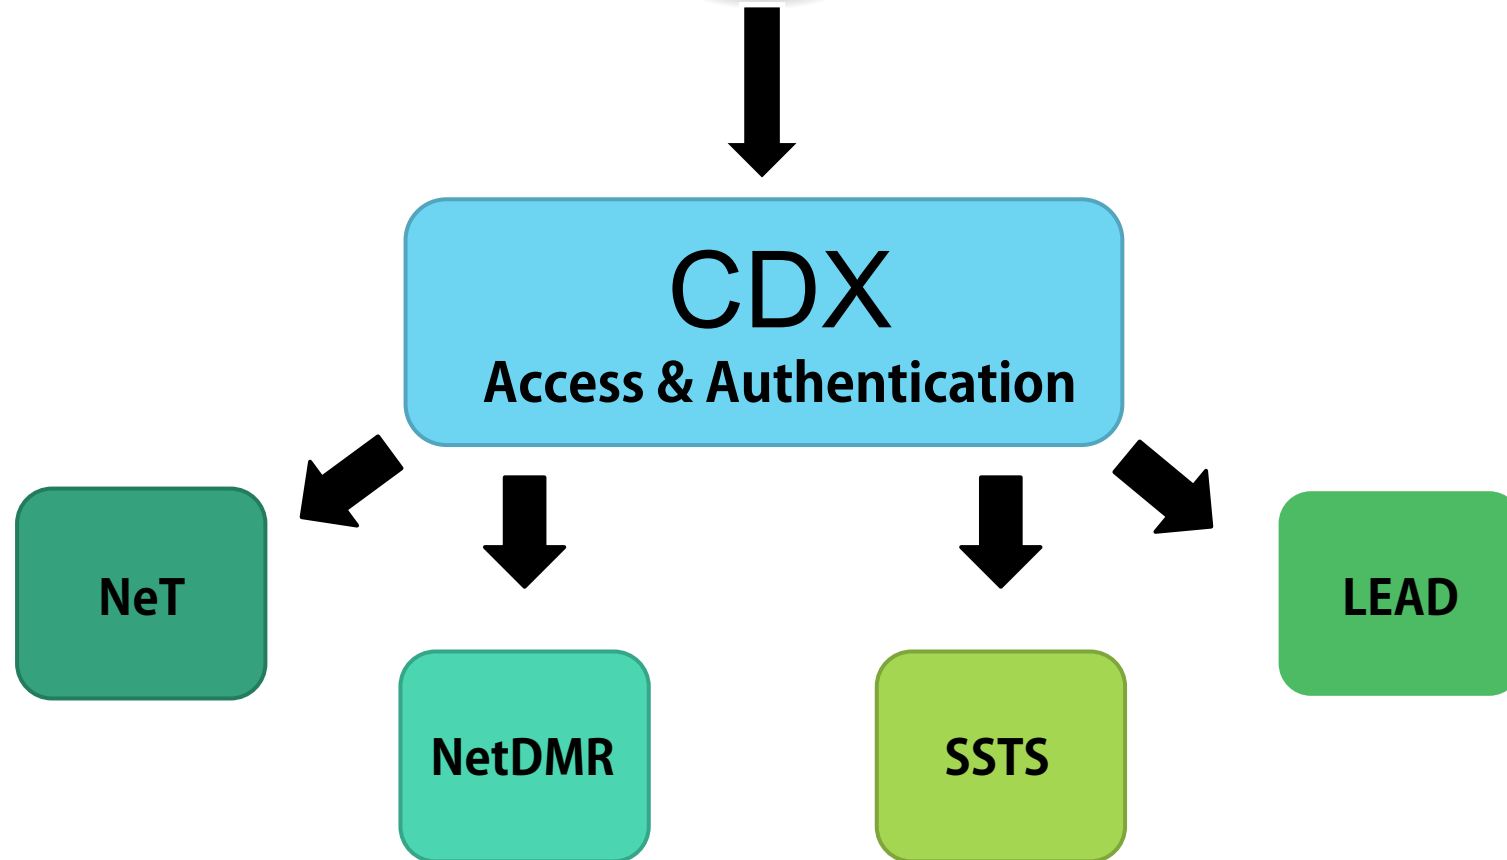 CDX
Access & Authentication
NeT
LEAD
NetDMR
SSTS